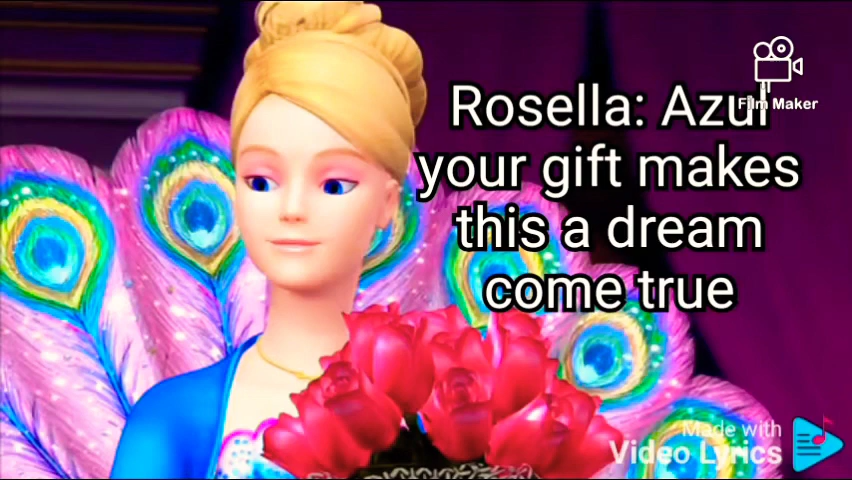 Rosella: Azul
your gift makes
this a dream
come true
Film Maker
Made with
Video Lyrics